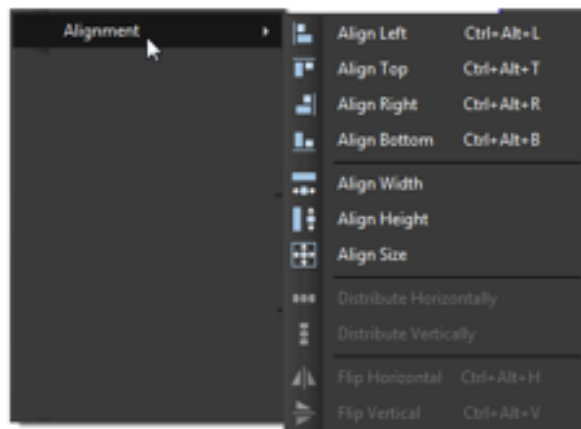 Alignment
Align Left Ctrl+Alt+L
Align Top Ctrl+Alt+T
Align Right Ctrl+Alt+R
Align Bottom Ctrl+Alt+B
Align Width
Align Height
Align Size
Distribute Horizontally
Distribute Vertically
Flip Horizontal Ctrl+Alt+H
Flip Vertical Ctrl+Alt+V